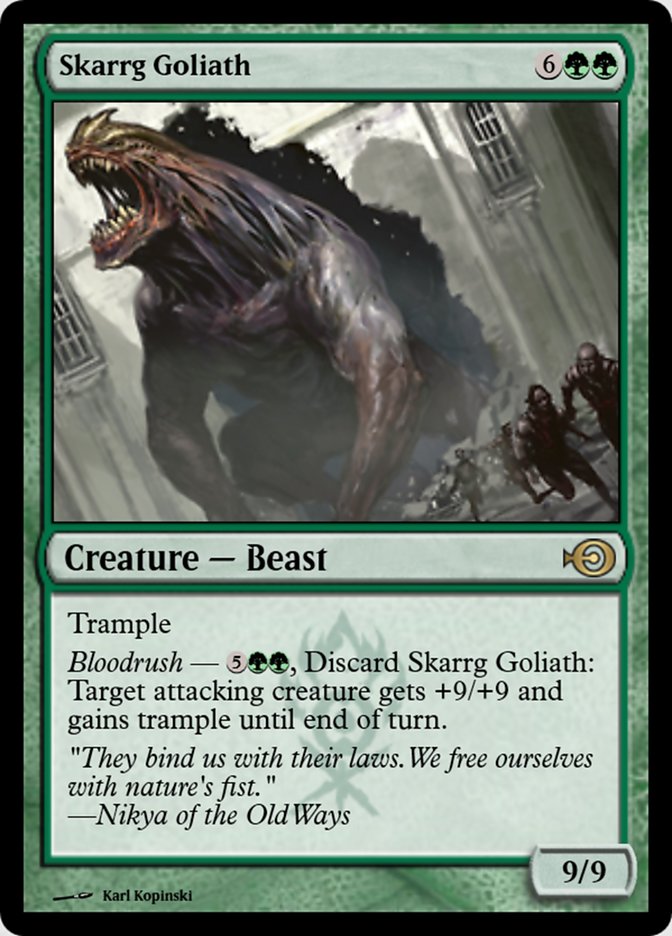 Skarrg Goliath 6
Creature — Beast
Trample
Bloodrush — 5, Discard Skarrg Goliath:
Target attacking creature gets +9/+9 and
gains trample until end of turn.
"They bind us with their laws. We free ourselves
with nature's fist."
—Nikya of the Old Ways
9/9
Karl Kopinski